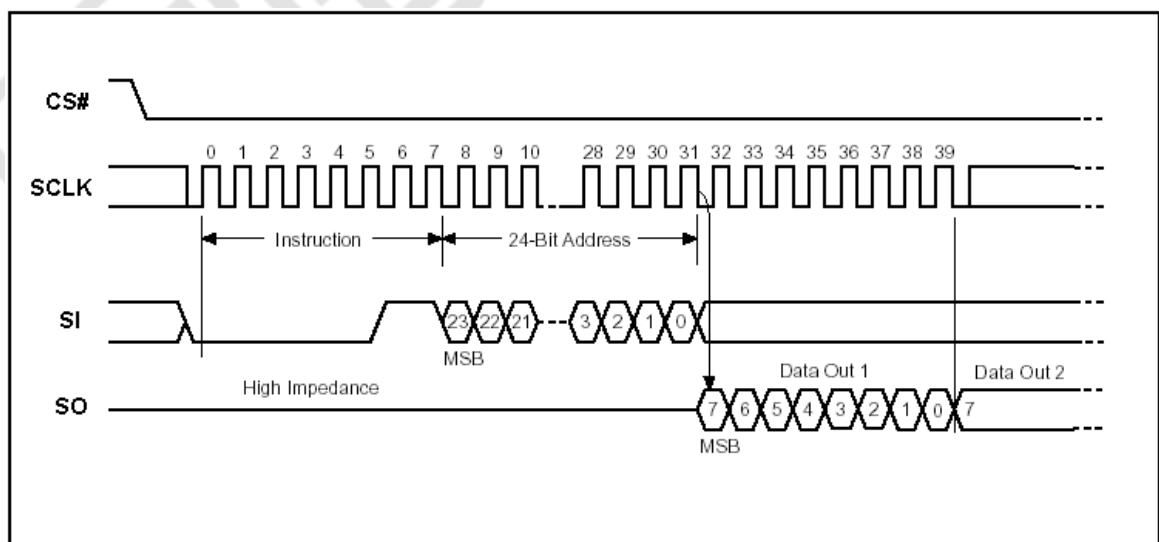 CS#
0 1 2 3 4 5 6 7 8 9 10 28 29 30 31 32 33 34 35 36 37 38 39
SCLK
Instruction 24-Bit Address
SI
23 22 21 3 2 1 0
MSB
High Impedance Data Out 1 Data Out 2
SO
7 6 5 4 3 2 1 0 7
MSB